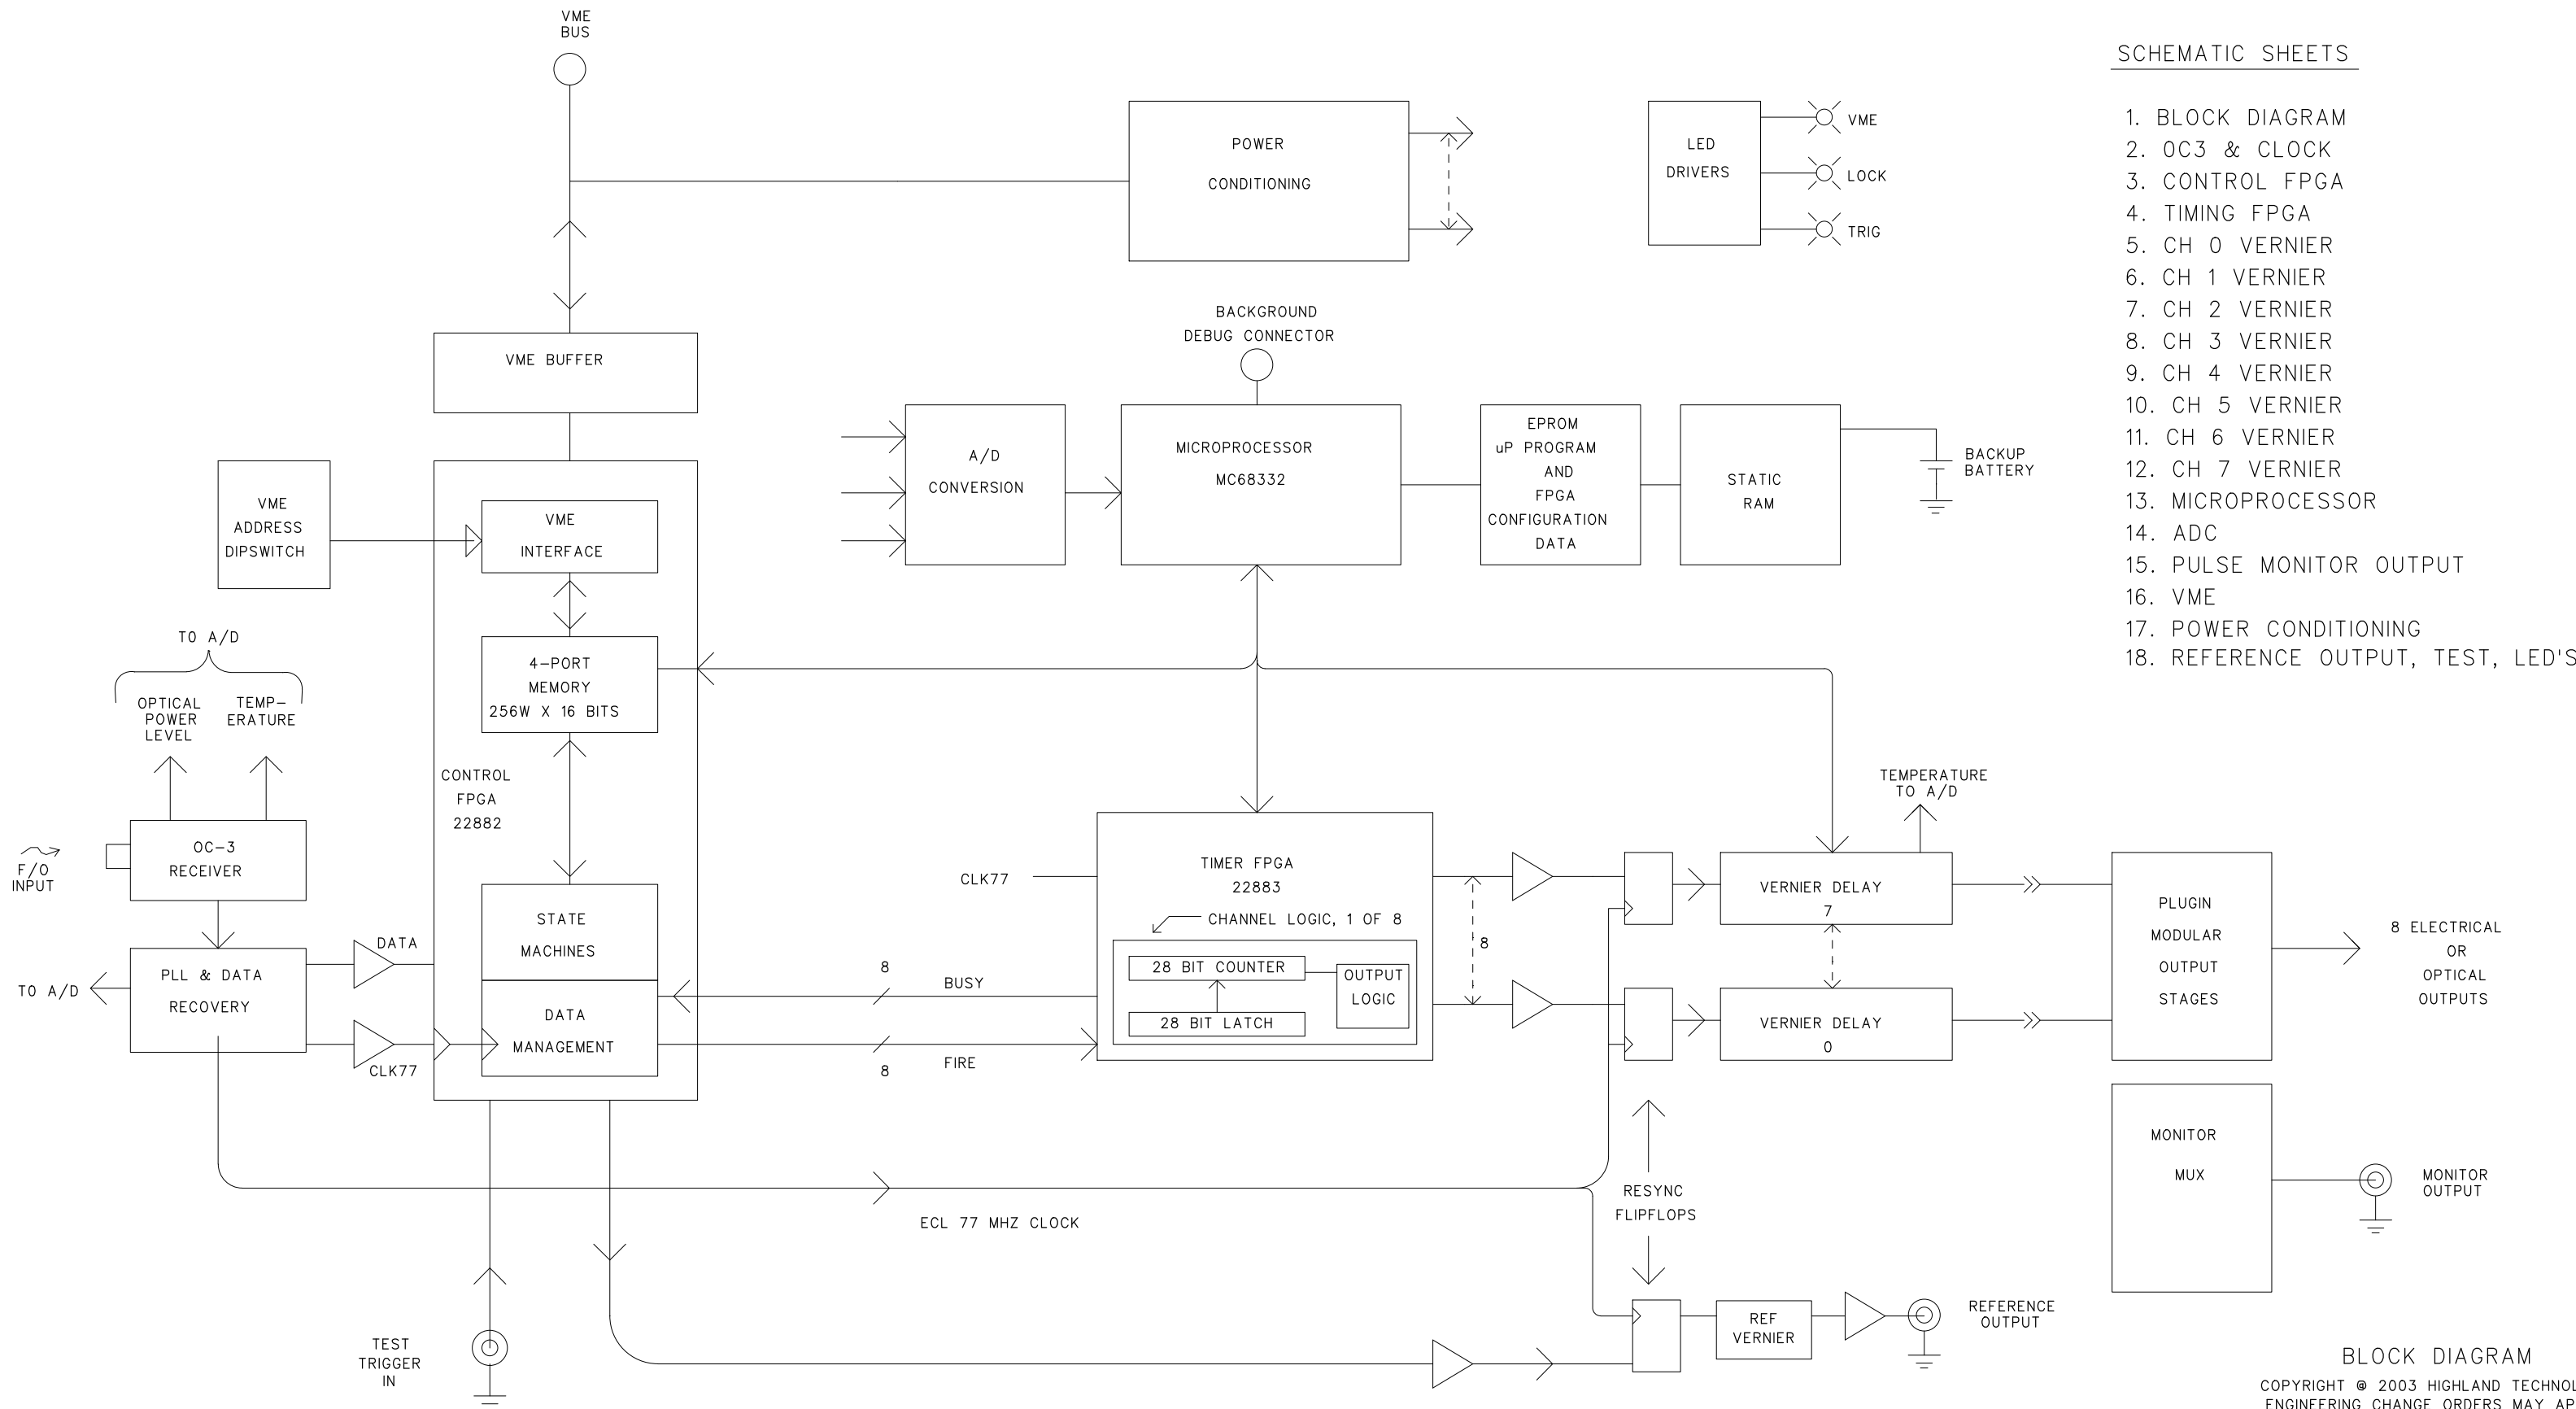 VME
BUS
SCHEMATIC SHEETS
1. BLOCK DIAGRAM
2. OC3 & CLOCK
3. CONTROL FPGA
4. TIMING FPGA
5. CH 0 VERNIER
6. CH 1 VERNIER
7. CH 2 VERNIER
8. CH 3 VERNIER
9. CH 4 VERNIER
10. CH 5 VERNIER
11. CH 6 VERNIER
12. CH 7 VERNIER
13. MICROPROCESSOR
14. ADC
15. PULSE MONITOR OUTPUT
16. VME
17. POWER CONDITIONING
18. REFERENCE OUTPUT, TEST, LED'S
POWER
CONDITIONING
LED
DRIVERS
VME
LOCK
TRIG
VME BUFFER
BACKGROUND
DEBUG CONNECTOR
A/D
CONVERSION
MICROPROCESSOR
MC68332
EPROM
uP PROGRAM
AND
FPGA
CONFIGURATION
DATA
STATIC
RAM
BACKUP
BATTERY
VME
ADDRESS
DIPSWITCH
VME
INTERFACE
4-PORT
MEMORY
256W X 16 BITS
CONTROL
FPGA
22882
STATE
MACHINES
DATA
MANAGEMENT
TO A/D
OPTICAL
POWER
LEVEL
TEMP-
ERATURE
F/O
INPUT
OC-3
RECEIVER
PLL & DATA
RECOVERY
TO A/D
DATA
CLK77
8
BUSY
8
FIRE
CLK77
TIMER FPGA
22883
CHANNEL LOGIC, 1 OF 8
28 BIT COUNTER
28 BIT LATCH
OUTPUT
LOGIC
8
TEMPERATURE
TO A/D
VERNIER DELAY
7
VERNIER DELAY
0
PLUGIN
MODULAR
OUTPUT
STAGES
8 ELECTRICAL
OR
OPTICAL
OUTPUTS
MONITOR
MUX
MONITOR
OUTPUT
ECL 77 MHZ CLOCK
RESYNC
FLIPFLOPS
REF
VERNIER
REFERENCE
OUTPUT
TEST
TRIGGER
IN
BLOCK DIAGRAM
COPYRIGHT @ 2003 HIGHLAND TECHNOL
ENGINEERING CHANGE ORDERS MAY AP